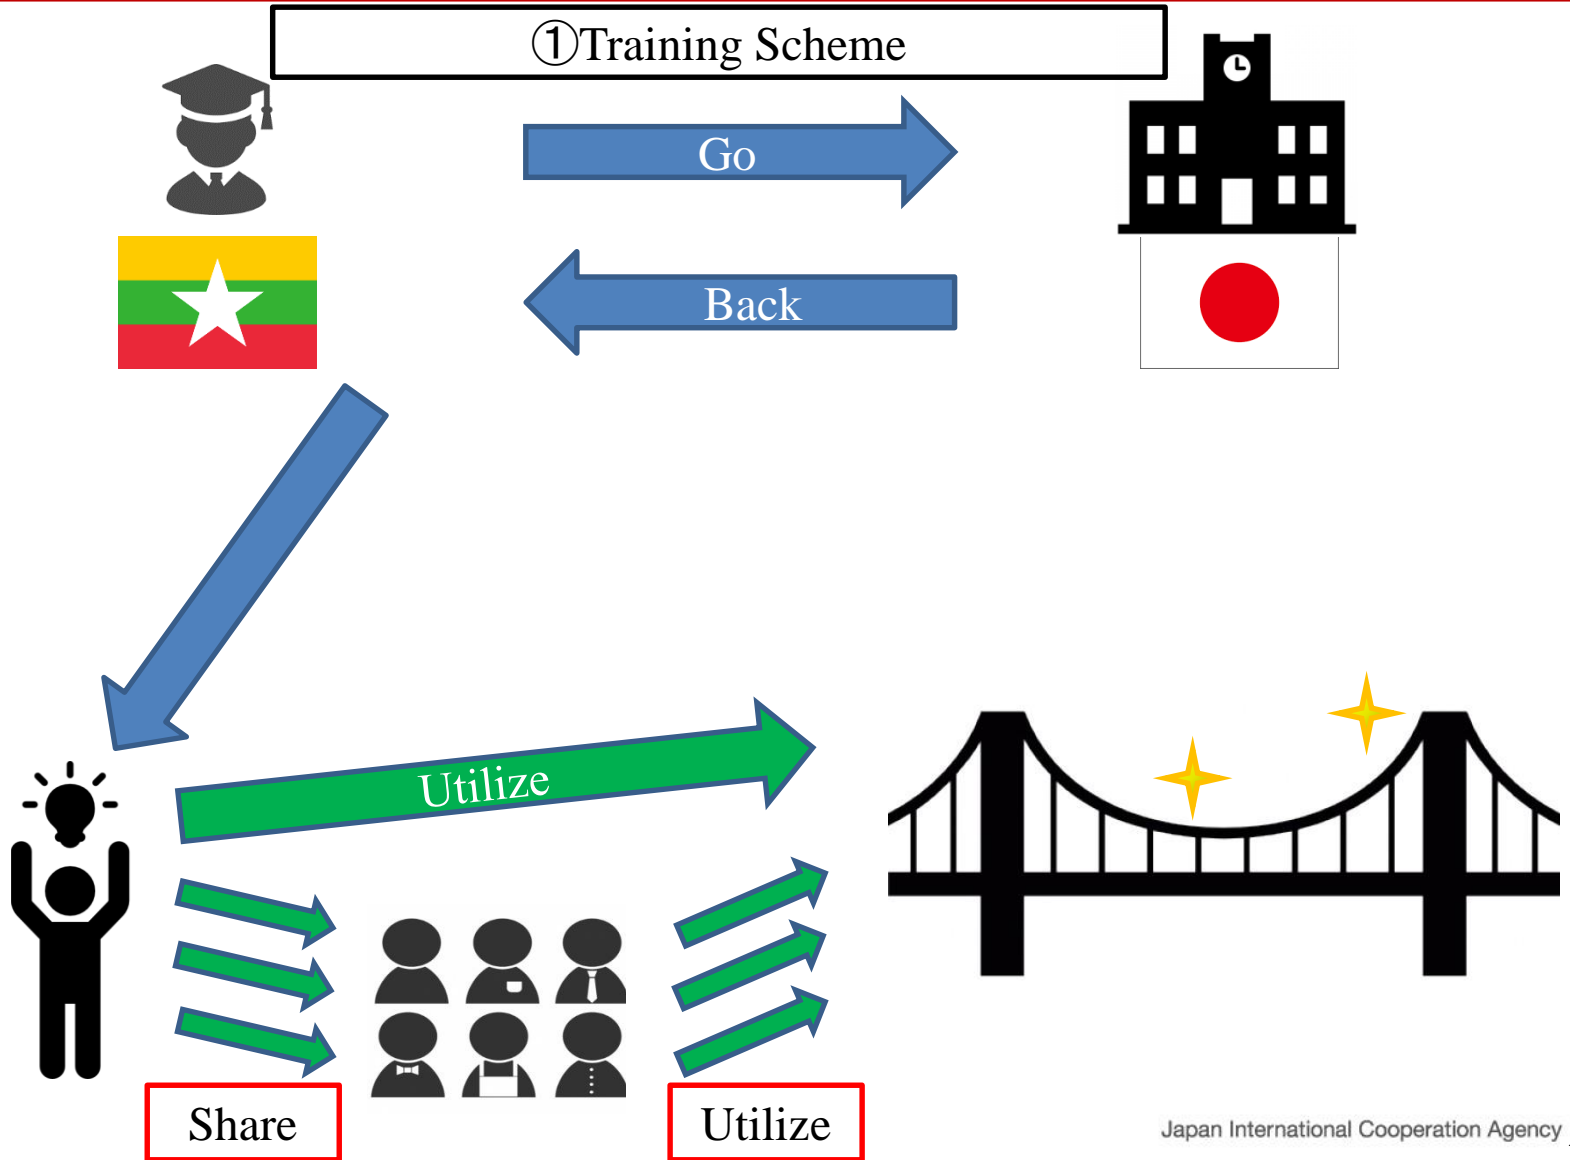 ①Training Scheme
Go
Back
Utilize
Share
Utilize
Japan International Cooperation Agency